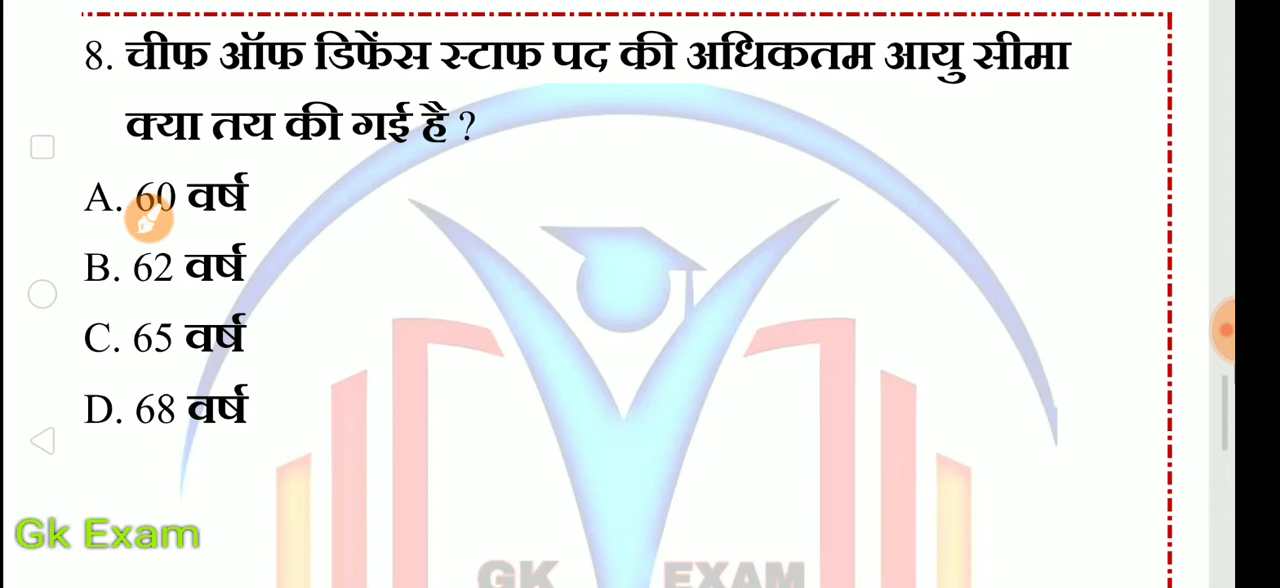 8. चीफ ऑफ डिफेंस स्टाफ पद की अधिकतम आयु सीमा
क्या तय की गई है ?
A. 60 वर्ष
B. 62 वर्ष
C. 65 वर्ष
D. 68 वर्ष
Gk Exam
GK EXAM